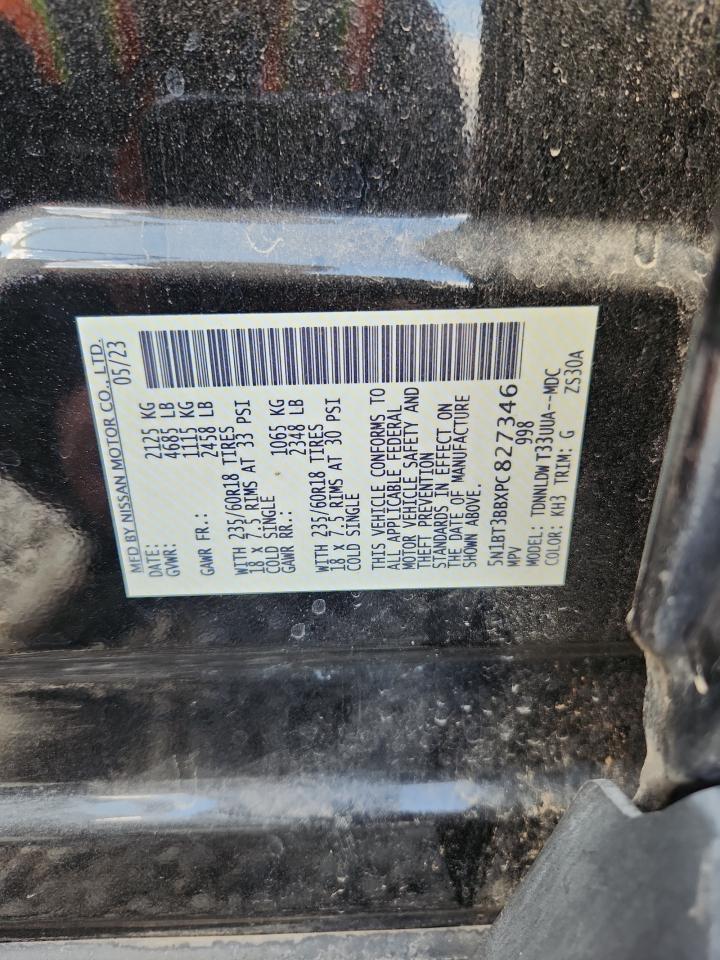 MFD BY NISSAN MOTOR CO., LTD.
DATE: 05/23
GVWR: 2125 KG
4685 LB
GAWR FR.: 1115 KG
2458 LB
WITH 235/60R18 TIRES
18 x 7.5 RIMS AT 33 PSI
COLD SINGLE
GAWR RR.: 1065 KG
2348 LB
WITH 235/60R18 TIRES
18 x 7.5 RIMS AT 30 PSI
COLD SINGLE
THIS VEHICLE CONFORMS TO
ALL APPLICABLE FEDERAL
MOTOR VEHICLE SAFETY AND
THEFT PREVENTION
STANDARDS IN EFFECT ON
THE DATE OF MANUFACTURE
SHOWN ABOVE.
5N1BT3BBXPC827346
MPV 998
MODEL: TDNNLDW T33UUA--MDC
COLOR: KH3 TRIM: G ZS30A